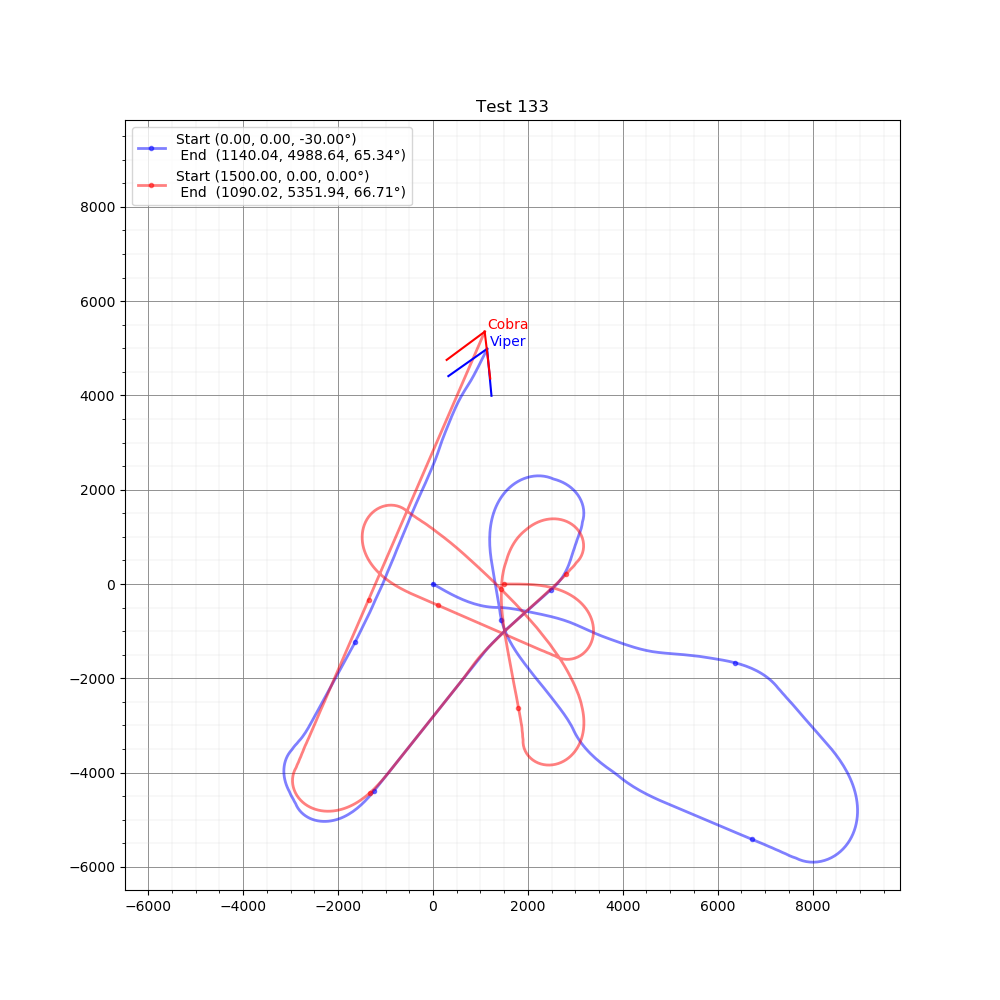 Test 133
Start (0.00, 0.00, -30.00°)
End (1140.04, 4988.64, 65.34°)
Start (1500.00, 0.00, 0.00°)
End (1090.02, 5351.94, 66.71°)
8000
6000
Cobra
Viper
4000
2000
0
−2000
−4000
−6000
−6000 −4000 −2000 0 2000 4000 6000 8000